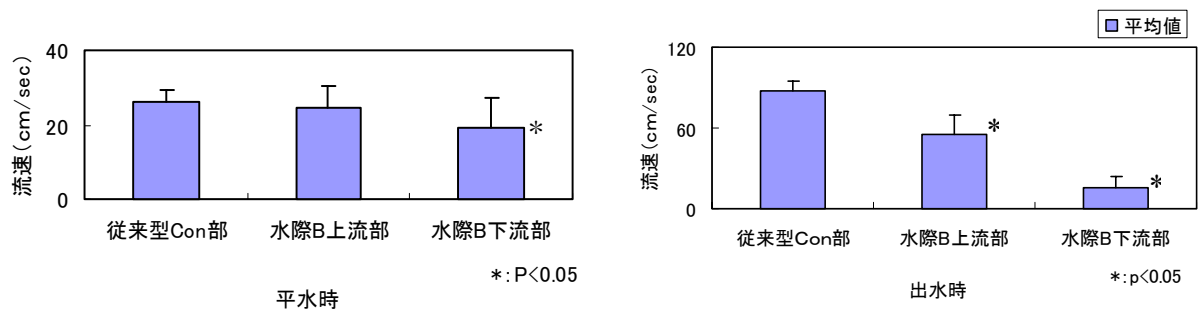 40
20
0
流速(cm/sec)
*
従来型Con部 水際B上流部 水際B下流部
*:P<0.05
平水時
平均値
120
60
0
流速(cm/sec)
*
*
従来型Con部 水際B上流部 水際B下流部
*:p<0.05
出水時